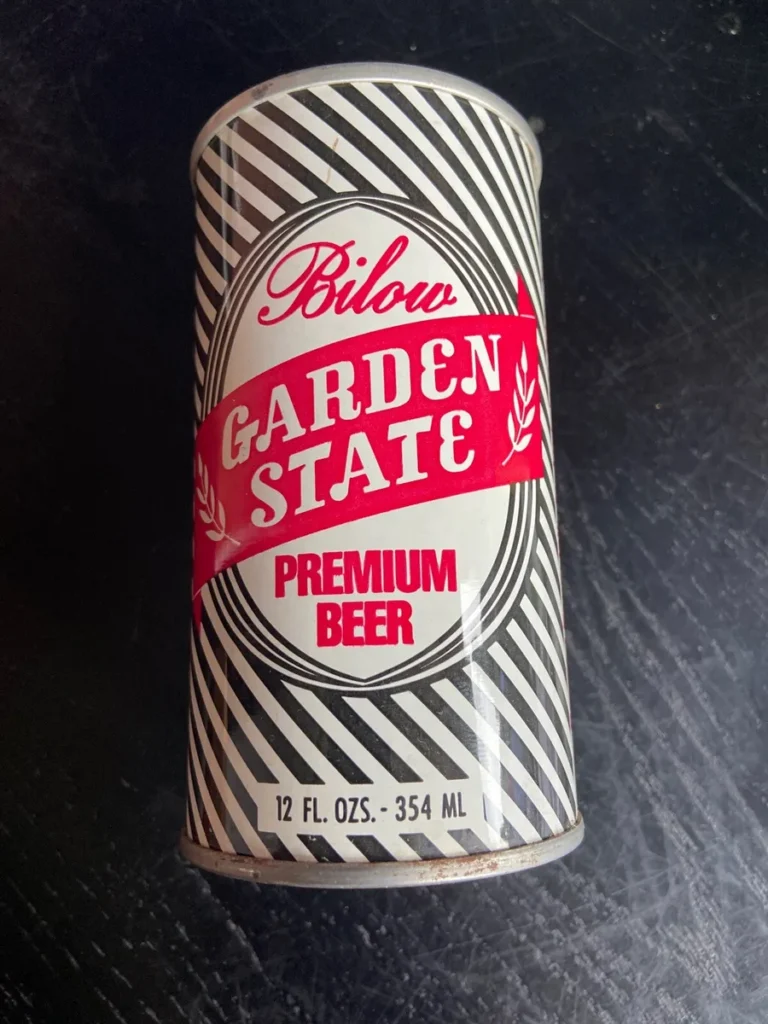 Bilow
GARDEN
STATE
PREMIUM
BEER
12 FL. OZS. - 354 ML